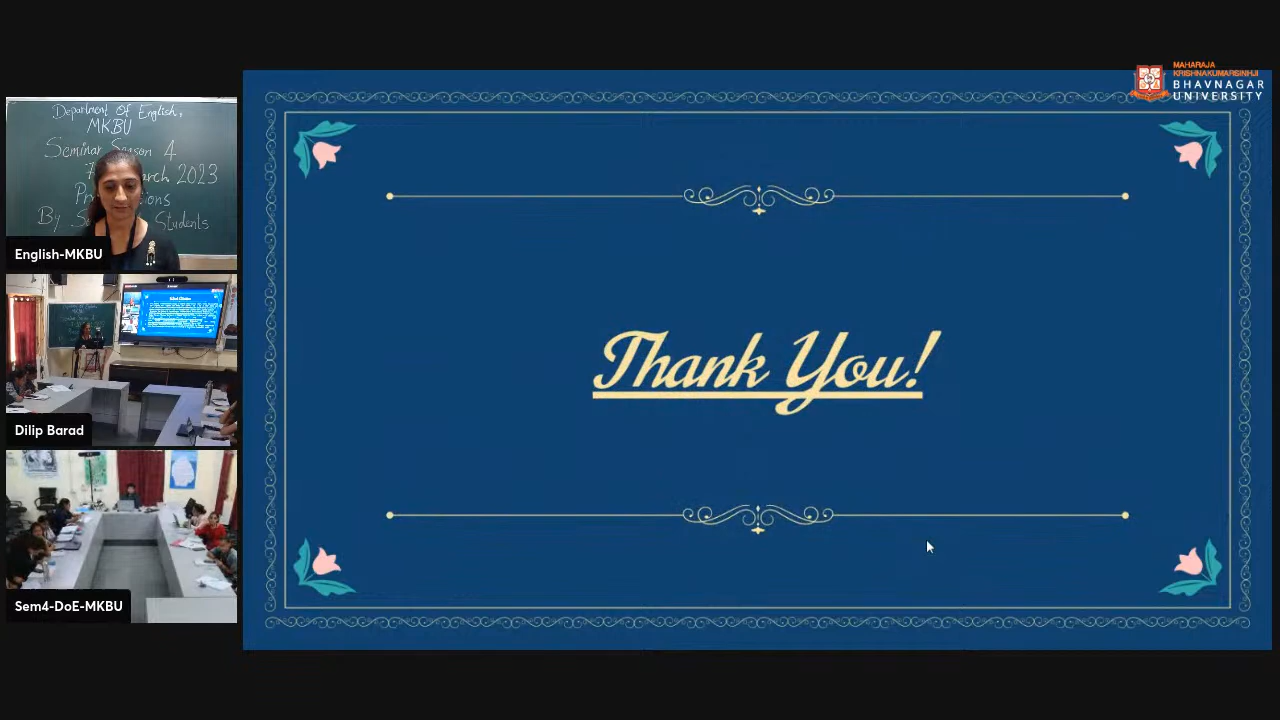 MAHARAJA
KRISHNAKUMARSINHJI
BHAVNAGAR
UNIVERSITY
Department of English,
MKBU
Seminar Season 4
March 2023
By
Students
English-MKBU
Dilip Barad
Sem4-DoE-MKBU
Thank You!